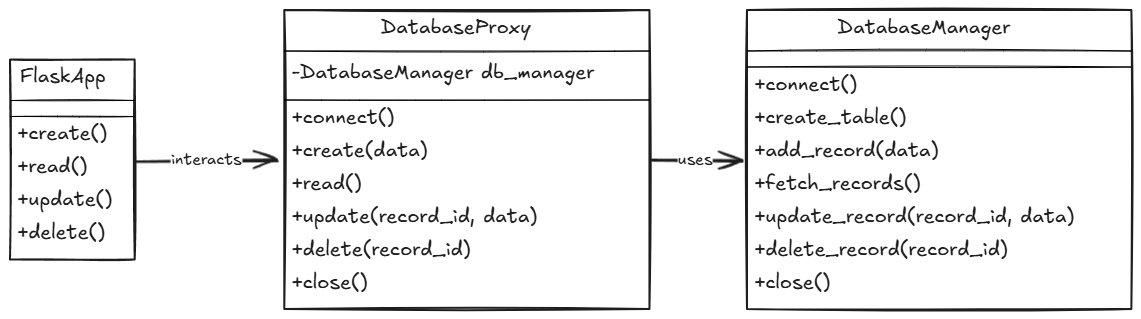 FlaskApp
+create()
+read()
+update()
+delete()
interacts
DatabaseProxy
-DatabaseManager db_manager
+connect()
+create(data)
+read()
+update(record_id, data)
+delete(record_id)
+close()
uses
DatabaseManager
+connect()
+create_table()
+add_record(data)
+fetch_records()
+update_record(record_id, data)
+delete_record(record_id)
+close()